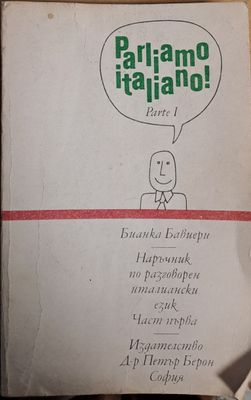 Parliamo
italiano!
Parte I
Бианка Бавиери
Наръчник
по разговорен
италиански
език
Част първа
Издателство
Д-р Петър Берон
София